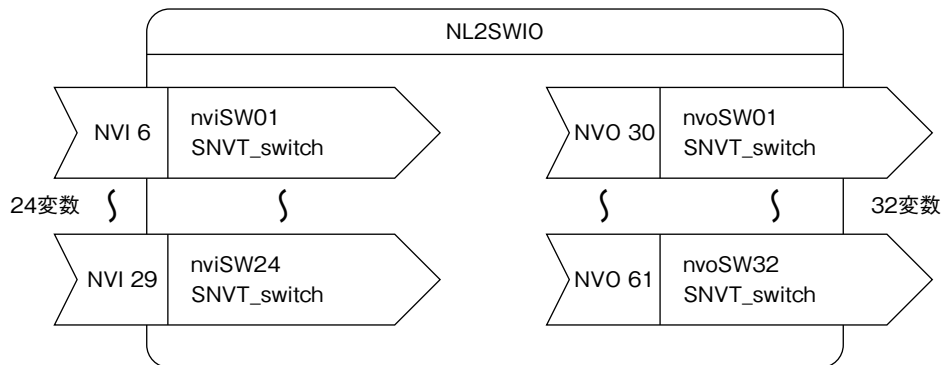 NL2SWIO
NVI 6
nviSW01
SNVT_switch
NVO 30
nvoSW01
SNVT_switch
24変数
32変数
NVI 29
nviSW24
SNVT_switch
NVO 61
nvoSW32
SNVT_switch